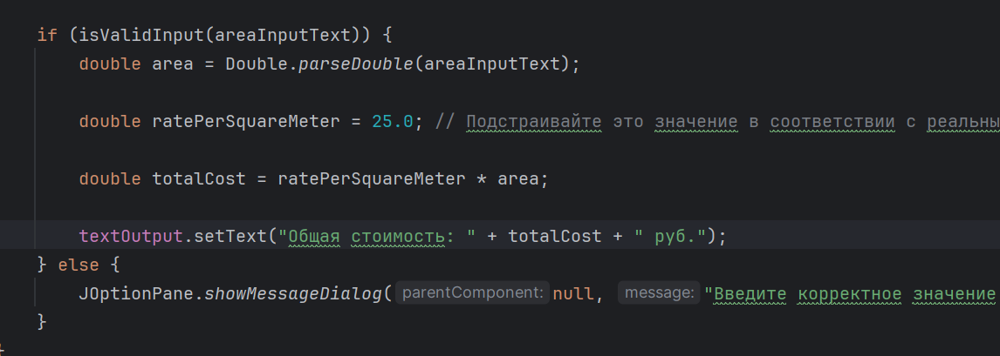 if (isValidInput(areaInputText)) {
double area = Double.parseDouble(areaInputText);
double ratePerSquareMeter = 25.0; // Подстраивайте это значение в соответствии с
double totalCost = ratePerSquareMeter * area;
textOutput.setText("Общая стоимость: " + totalCost + " руб.");
} else {
JOptionPane.showMessageDialog( parentComponent: null, message: "Введите корректное значение
}